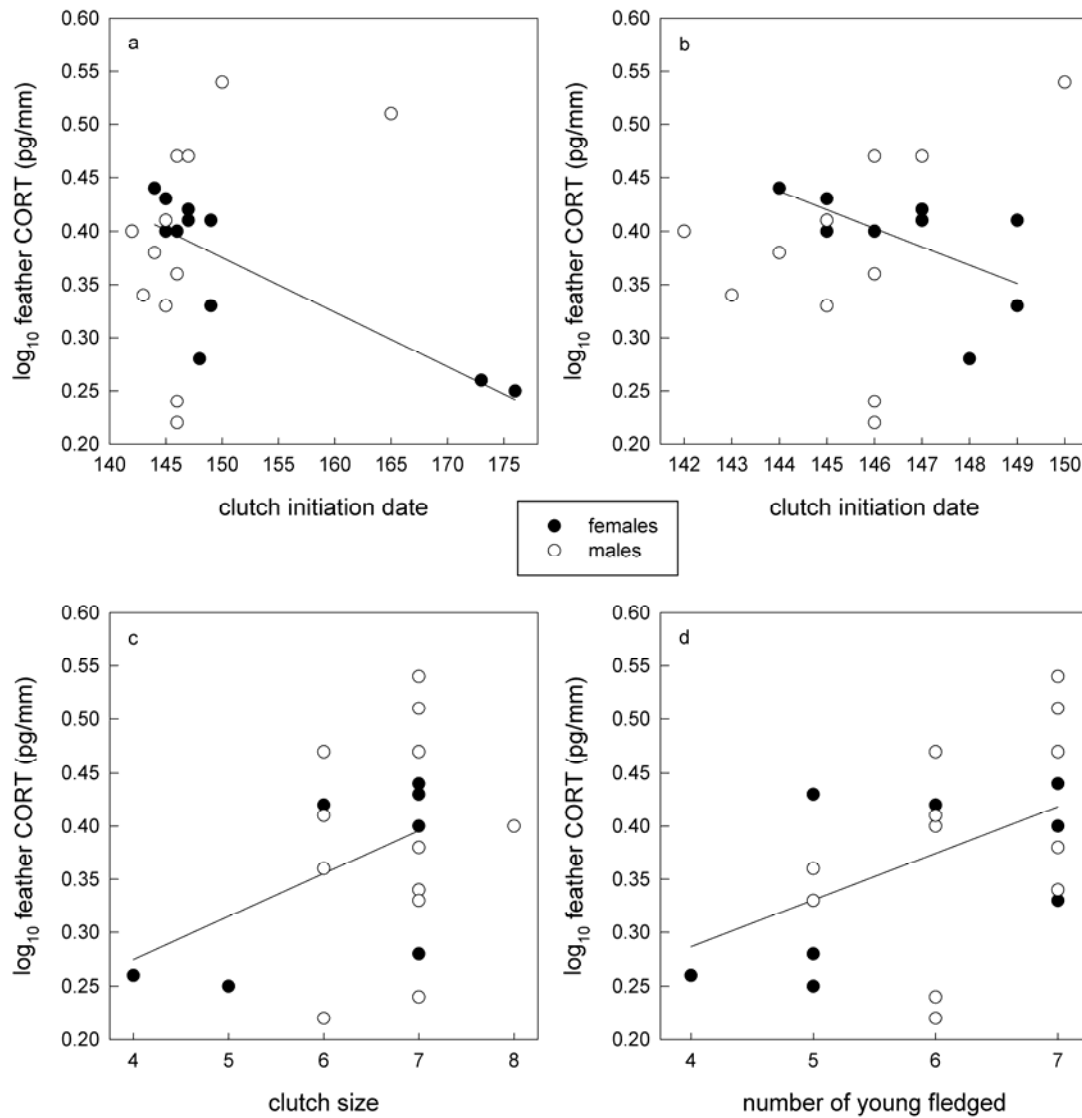 a
0.60
0.55
0.50
0.45
0.40
0.35
0.30
0.25
0.20
log10 feather CORT (pg/mm)
140 145 150 155 160 165 170 175
clutch initiation date
b
0.60
0.55
0.50
0.45
0.40
0.35
0.30
0.25
0.20
log10 feather CORT (pg/mm)
142 143 144 145 146 147 148 149 150
clutch initiation date
females
males
c
0.60
0.55
0.50
0.45
0.40
0.35
0.30
0.25
0.20
log10 feather CORT (pg/mm)
4 5 6 7 8
clutch size
d
0.60
0.55
0.50
0.45
0.40
0.35
0.30
0.25
0.20
log10 feather CORT (pg/mm)
4 5 6 7
number of young fledged